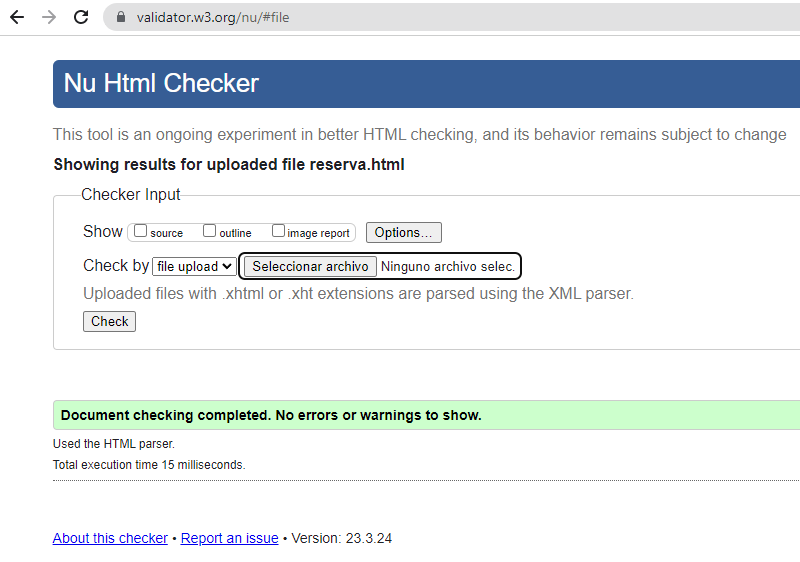 validator.w3.org/nu/#file
Nu Html Checker
This tool is an ongoing experiment in better HTML checking, and its behavior remains subject to change
Showing results for uploaded file reserva.html
Checker Input
Show source outline image report Options...
Check by file upload Seleccionar archivo Ninguno archivo selec.
Uploaded files with .xhtml or .xht extensions are parsed using the XML parser.
Check
Document checking completed. No errors or warnings to show.
Used the HTML parser.
Total execution time 15 milliseconds.
About this checker • Report an issue • Version: 23.3.24